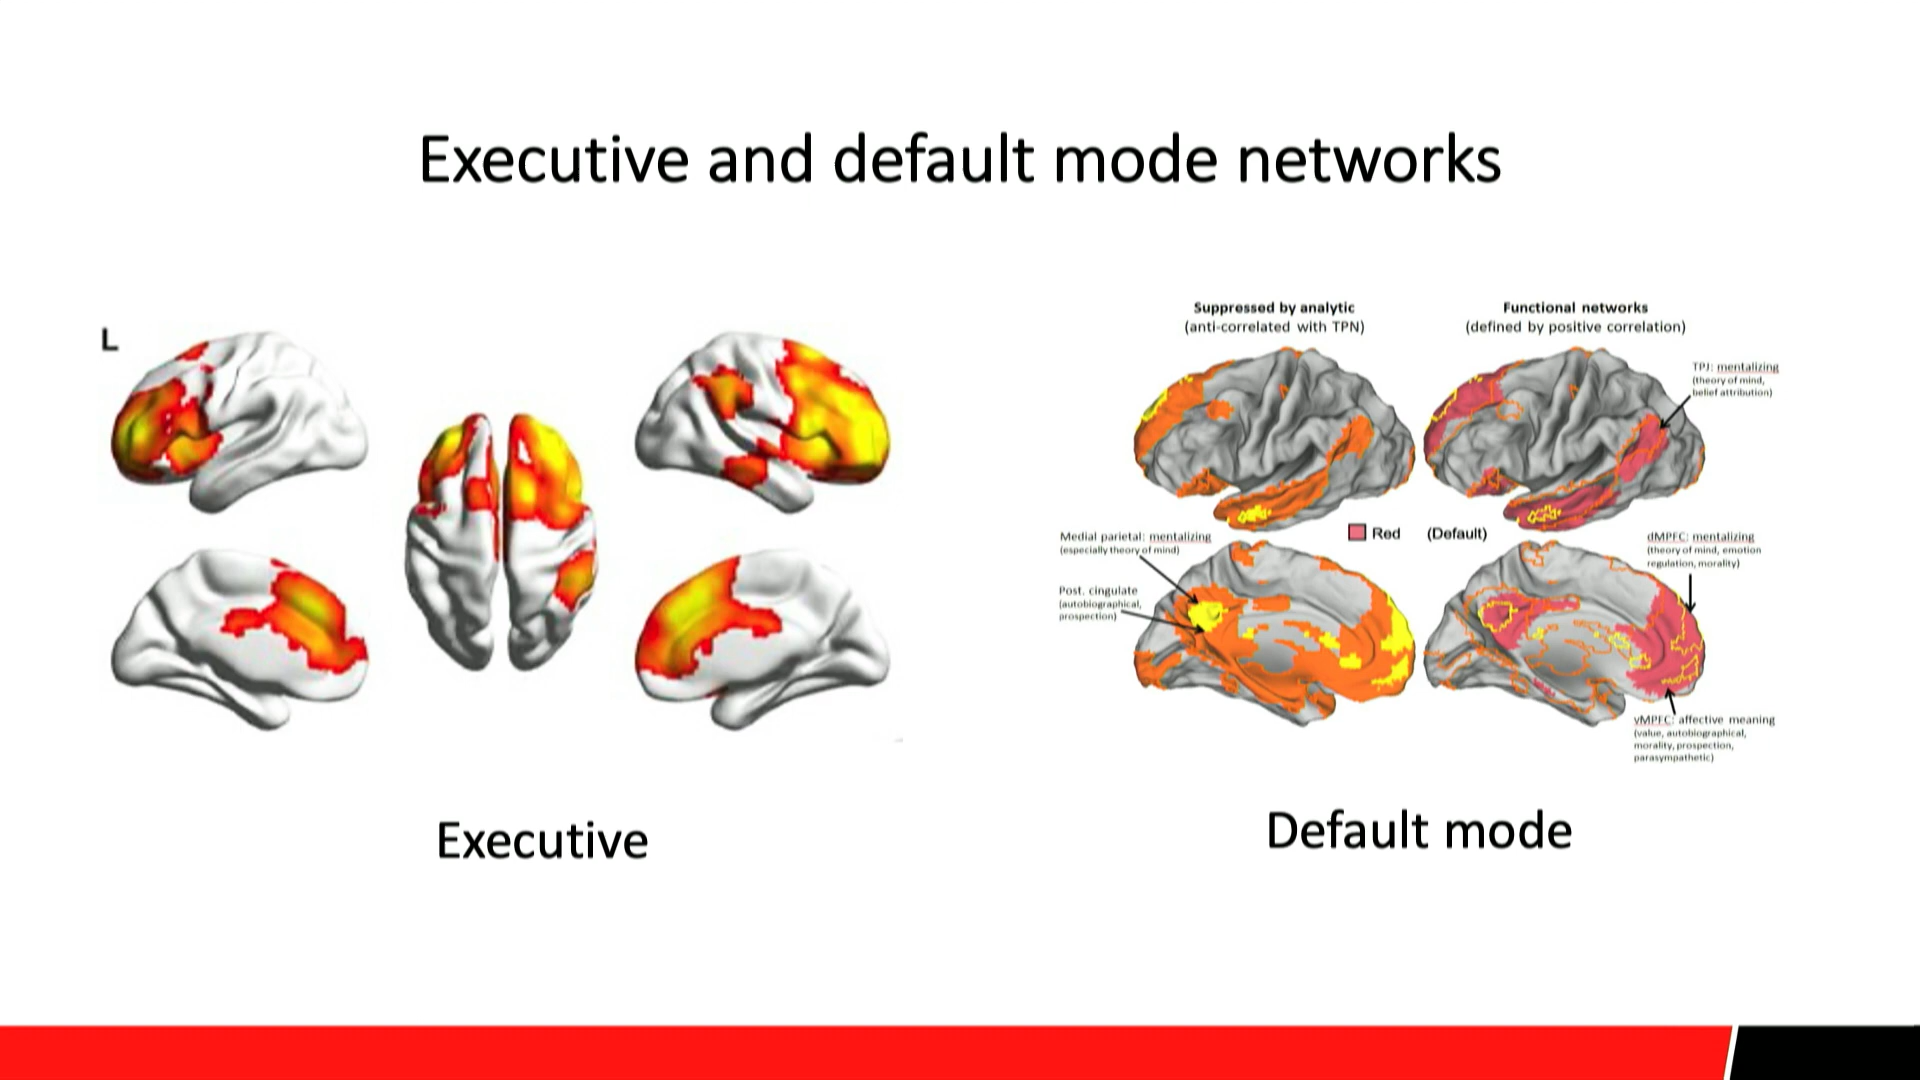 Executive and default mode networks
L
Suppressed by analytic
(anti-correlated with TPN)
Functional networks
(defined by positive correlation)
TPJ: mentalizing
(theory of mind,
belief attribution)
Red (Default)
Medial parietal: mentalizing
(especially theory of mind)
Post. cingulate
(autobiographical,
prospection)
dMPFC: mentalizing
(theory of mind, emotion
regulation, morality)
vMPFC: affective meaning
(value, autobiographical,
morality, prospection,
parasympathetic)
Executive
Default mode